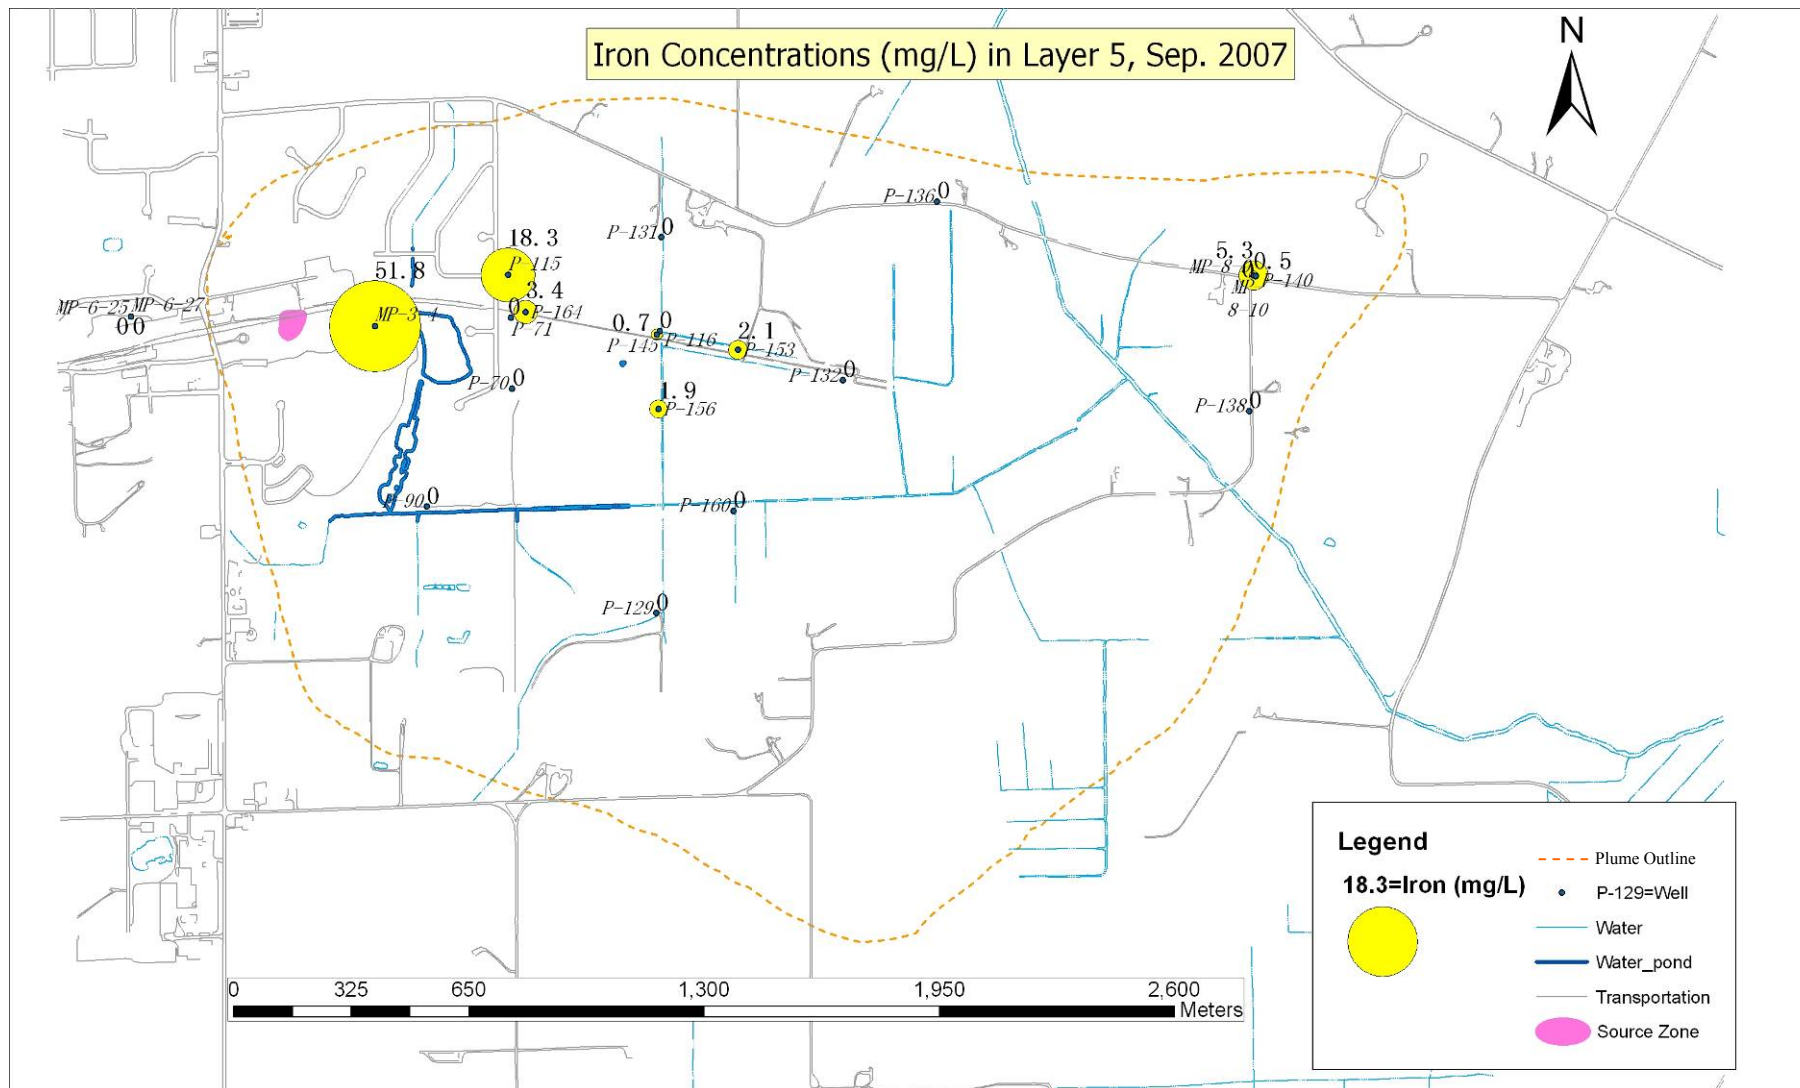 Iron Concentrations (mg/L) in Layer 5, Sep. 2007
N
P-136 0
P-131 0
18.3
P-115
51.8
MP-3-4
5.3
0.5
MP-8
0
P-140
MP
8-10
3.4
P-164
0
P-71
MP-6-25 MP-6-27
0 0
0.7
0
P-145
P-116
2.1
P-153
P-132 0
P-70 0
1.9
P-156
P-138 0
P-90 0
P-160 0
P-129 0
Legend
18.3=Iron (mg/L)
Plume Outline
P-129=Well
Water
Water_pond
Transportation
Source Zone
0 325 650 1,300 1,950 2,600
Meters